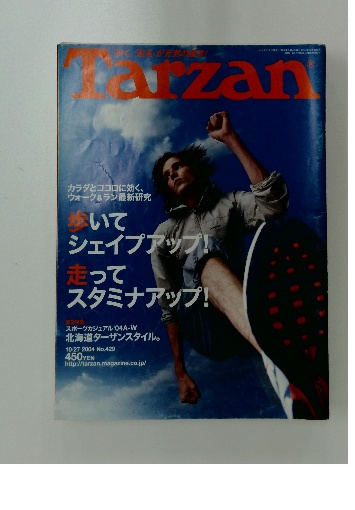 Tarzan
カラダとココロに効く、
ウォーク&ラン最新研究
歩いて
シェイプアップ!
走って
スタミナアップ!
スポーツカジュアル'04A-W
北海道ターザンスタイル。
10・27 2004 No.429
450YEN
http://tarzan.magazine.co.jp/